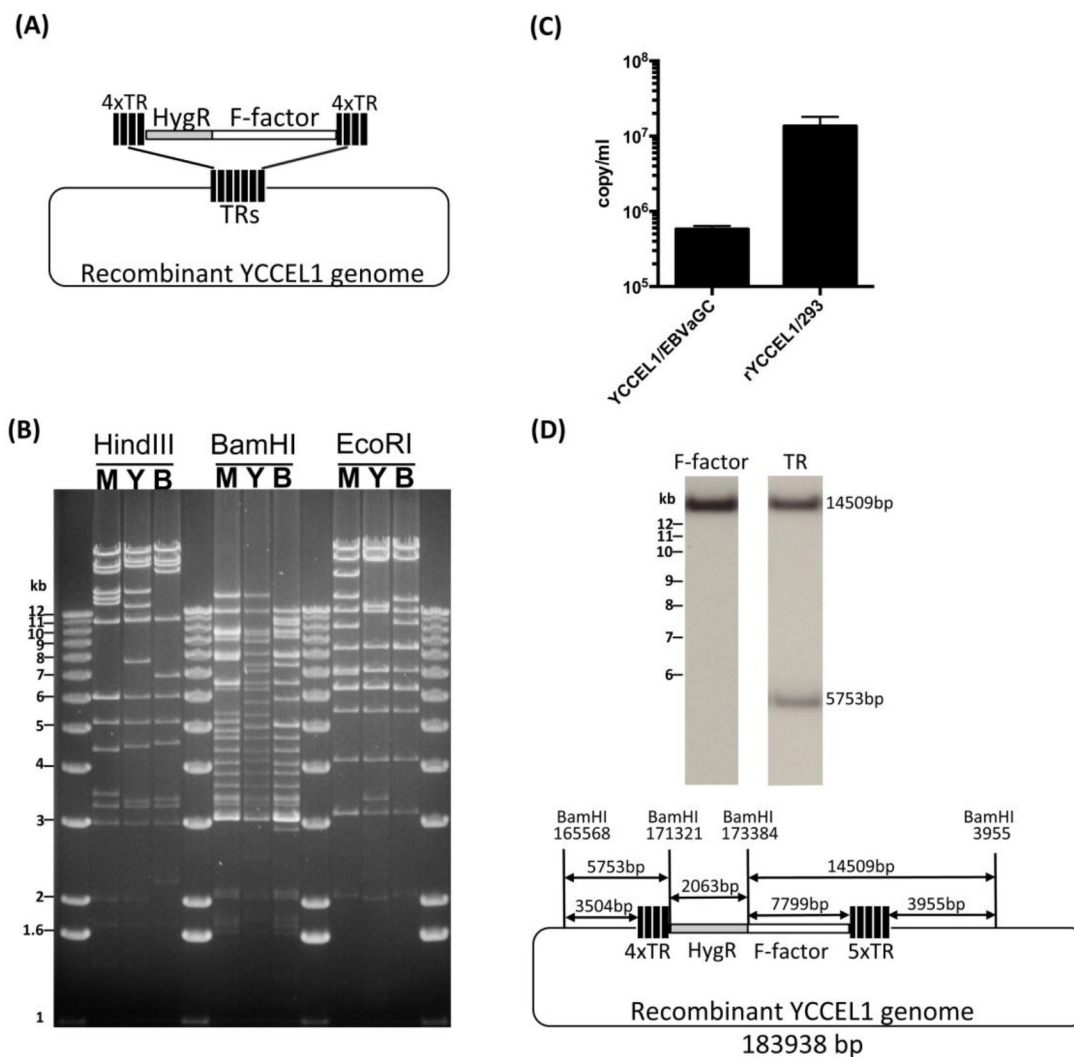 (A)
4xTR HygR F-factor 4xTR
TRs
Recombinant YCCEL1 genome
(C)
copy/ml
10^8
10^7
10^6
10^5
YCCEL1/EBVaGC
rYCCEL1/293
(B)
HindIII BamHI EcoRI
M Y B M Y B M Y B
kb
12
11
10
9
8
7
6
5
4
3
2
1.6
1
(D)
F-factor TR
kb
12
11
10
9
8
7
6
14509bp
5753bp
BamHI BamHI BamHI BamHI
165568 171321 173384 3955
5753bp 14509bp
2063bp
3504bp 7799bp 3955bp
4xTR HygR F-factor 5xTR
Recombinant YCCEL1 genome
183938 bp